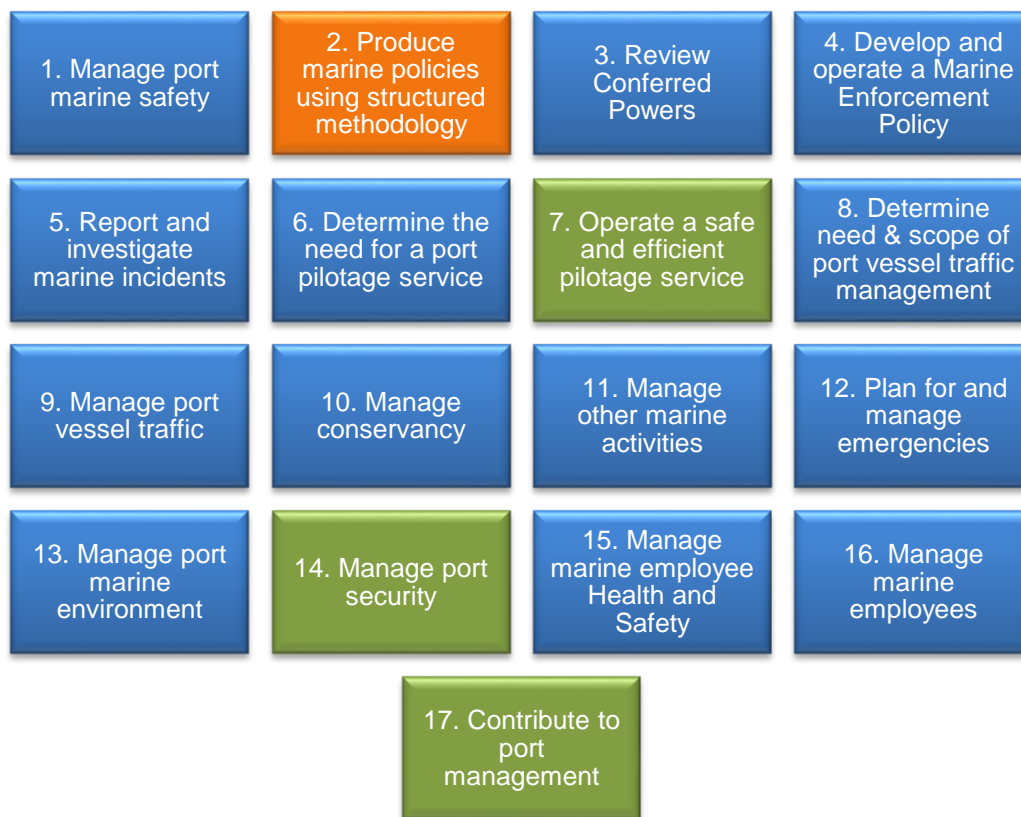 1. Manage port
marine safety
2. Produce
marine policies
using structured
methodology
3. Review
Conferred
Powers
4. Develop and
operate a Marine
Enforcement
Policy
5. Report and
investigate
marine incidents
6. Determine the
need for a port
pilotage service
7. Operate a safe
and efficient
pilotage service
8. Determine
need & scope of
port vessel traffic
management
9. Manage port
vessel traffic
10. Manage
conservancy
11. Manage
other marine
activities
12. Plan for and
manage
emergencies
13. Manage port
marine
environment
14. Manage port
security
15. Manage
marine employee
Health and
Safety
16. Manage
marine
employees
17. Contribute to
port
management